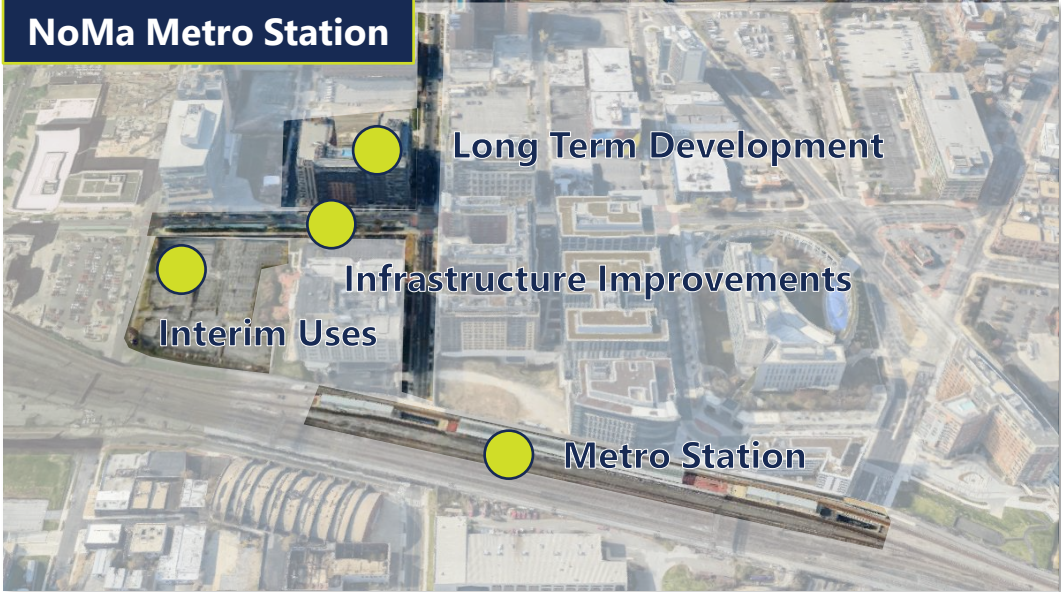 NoMa Metro Station
Long Term Development
Infrastructure Improvements
Interim Uses
Metro Station